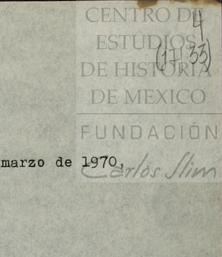 CENTRO DE
ESTUDIOS
DE HISTORIA
DE MEXICO
FUNDACIÓN
marzo de 1970,
Carlos Slim